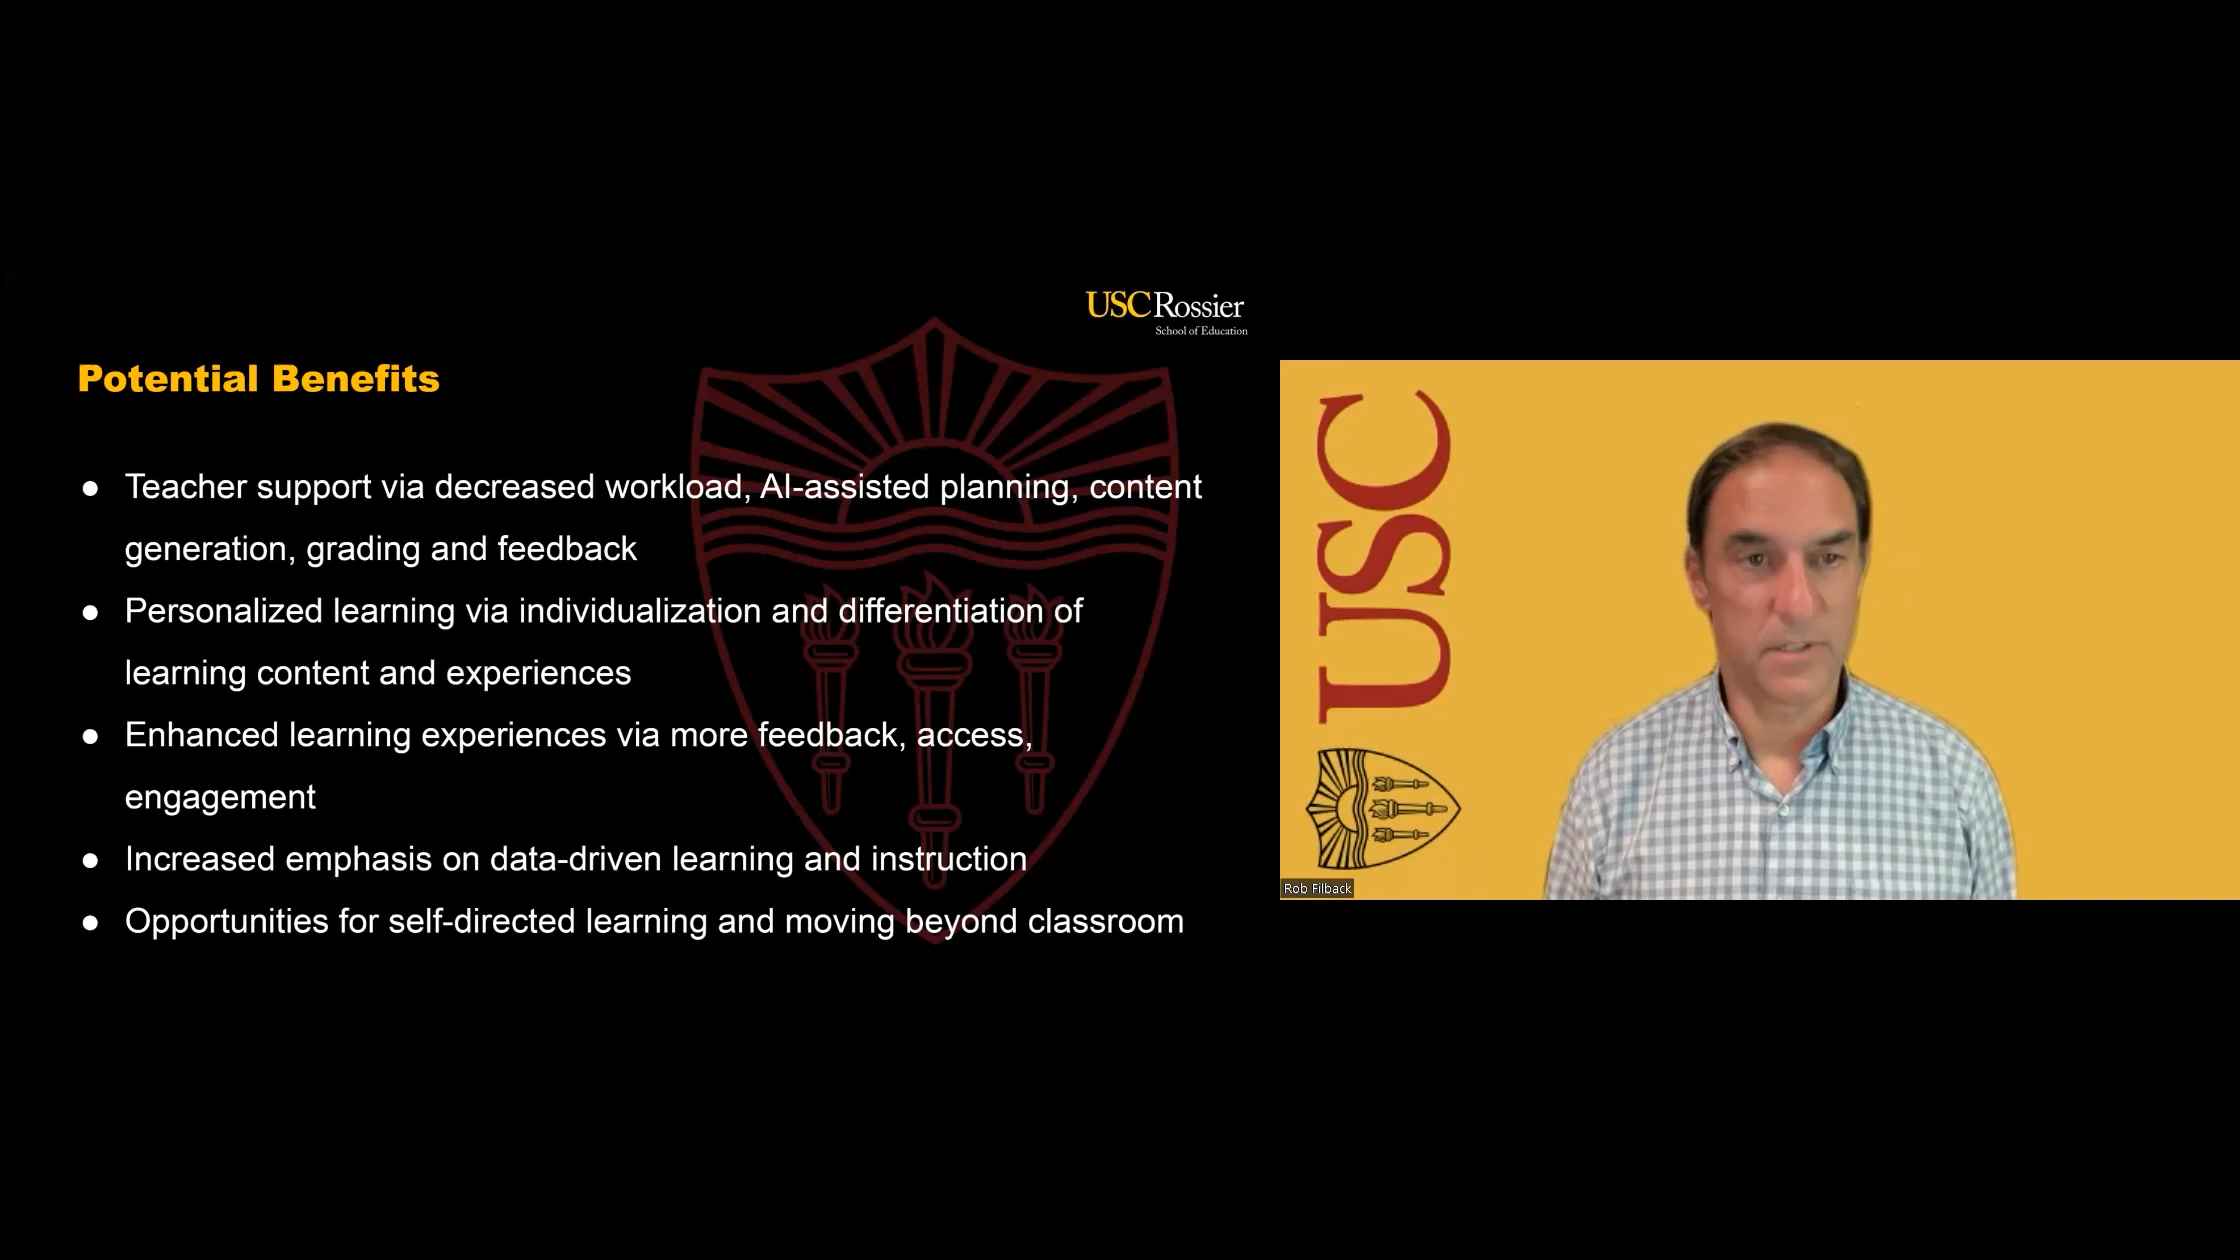 USC Rossier
School of Education
Potential Benefits
● Teacher support via decreased workload, AI-assisted planning, content
generation, grading and feedback
● Personalized learning via individualization and differentiation of
learning content and experiences
● Enhanced learning experiences via more feedback, access,
engagement
● Increased emphasis on data-driven learning and instruction
● Opportunities for self-directed learning and moving beyond classroom
USC
Rob Filback